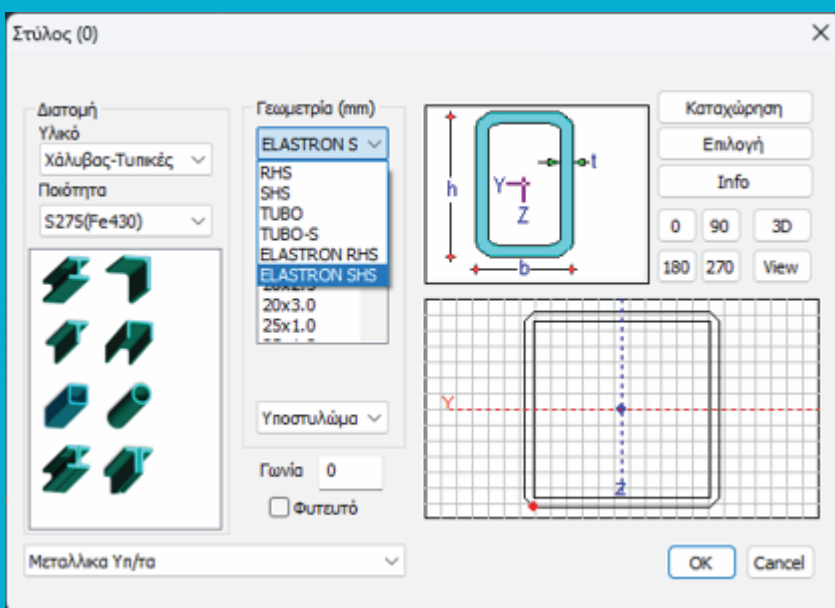 Στύλος (0)
Διατομή
Υλικό
Χάλυβας-Τυπικές
Ποιότητα
S275(Fe430)
Γεωμετρία (mm)
ELASTRON S
RHS
SHS
TUBO
TUBO-S
ELASTRON RHS
ELASTRON SHS
20x3.0
25x1.0
Υποστυλώμα
Γωνία 0
Φυτευτό
h
t
Y
Z
b
Καταχώρηση
Επιλογή
Info
0 90 3D
180 270 View
Y
Z
Μεταλλικα Υπ/τα
OK Cancel